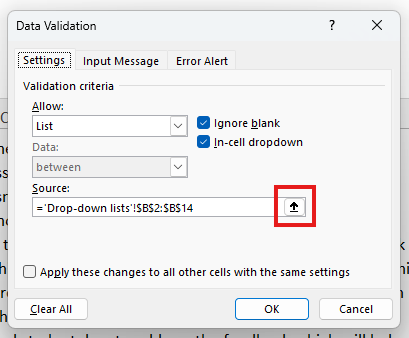 Data Validation
Settings Input Message Error Alert
Validation criteria
Allow:
List
Ignore blank
In-cell dropdown
Data:
between
Source:
='Drop-down lists'!$B$2:$B$14
Apply these changes to all other cells with the same settings
Clear All OK Cancel